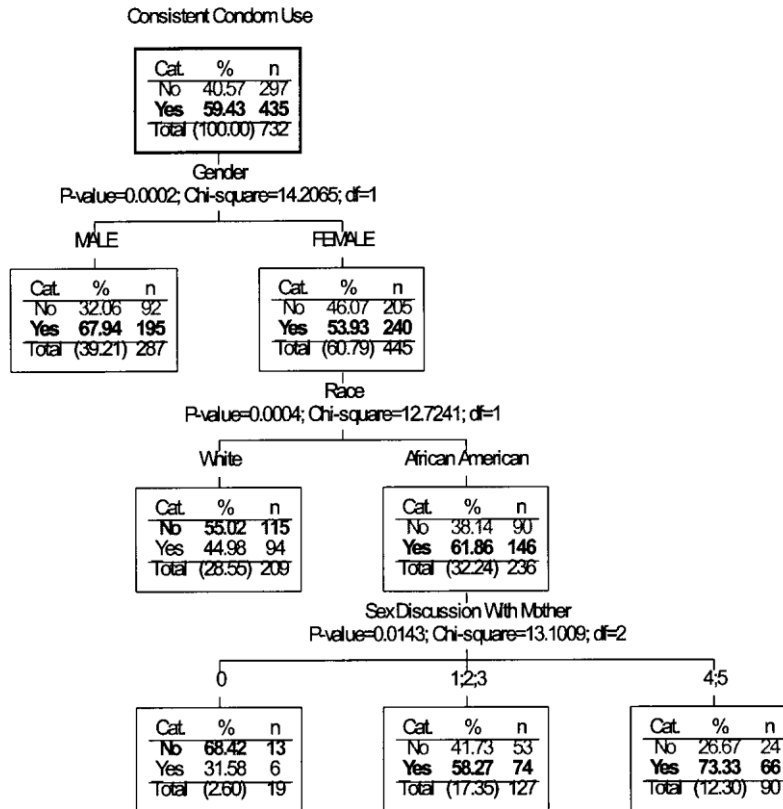 Consistent Condom Use
Cat. % n
No 40.57 297
Yes 59.43 435
Total (100.00) 732
Gender
P-value=0.0002; Chi-square=14.2065; df=1
MALE FEMALE
Cat. % n
No 32.06 92
Yes 67.94 195
Total (39.21) 287
Cat. % n
No 46.07 205
Yes 53.93 240
Total (60.79) 445
Race
P-value=0.0004; Chi-square=12.7241; df=1
White African American
Cat. % n
No 55.02 115
Yes 44.98 94
Total (28.55) 209
Cat. % n
No 38.14 90
Yes 61.86 146
Total (32.24) 236
Sex Discussion With Mother
P-value=0.0143; Chi-square=13.1009; df=2
0 1;2;3 4;5
Cat. % n
No 68.42 13
Yes 31.58 6
Total (2.60) 19
Cat. % n
No 41.73 53
Yes 58.27 74
Total (17.35) 127
Cat. % n
No 26.67 24
Yes 73.33 66
Total (12.30) 90